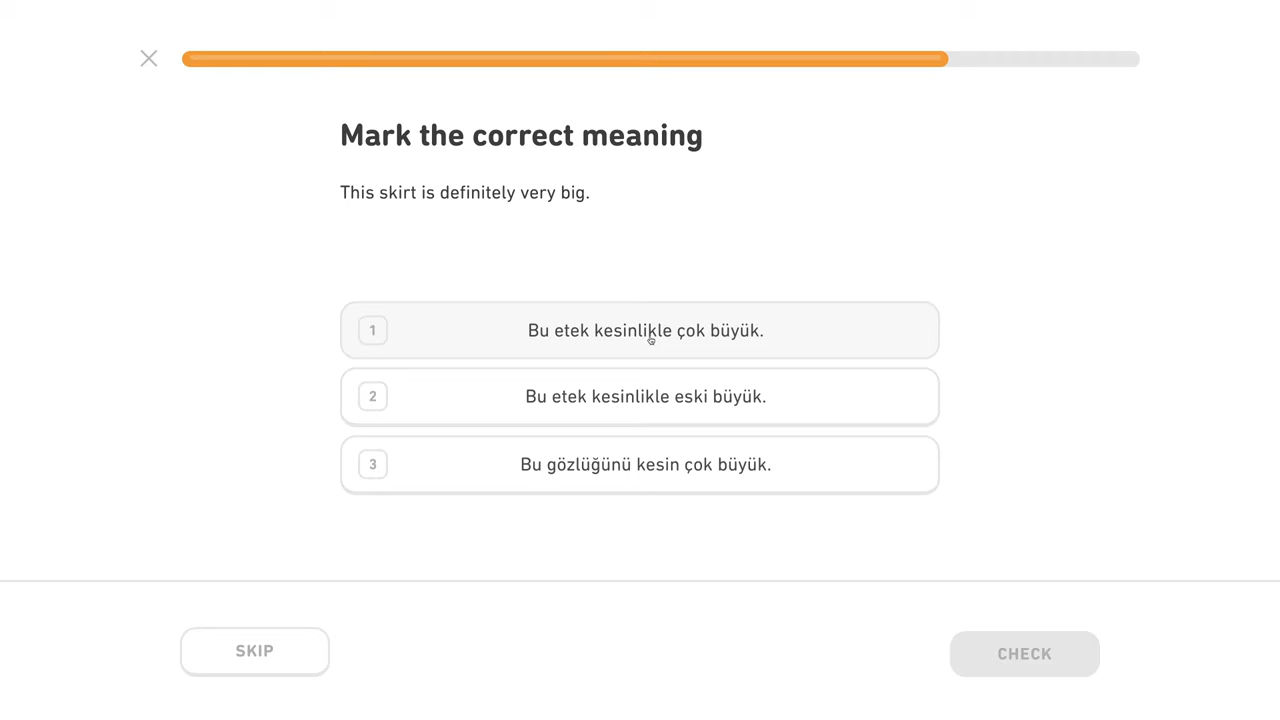 Mark the correct meaning
This skirt is definitely very big.
1 Bu etek kesinlikle çok büyük.
2 Bu etek kesinlikle eski büyük.
3 Bu gözlüğünü kesin çok büyük.
SKIP CHECK